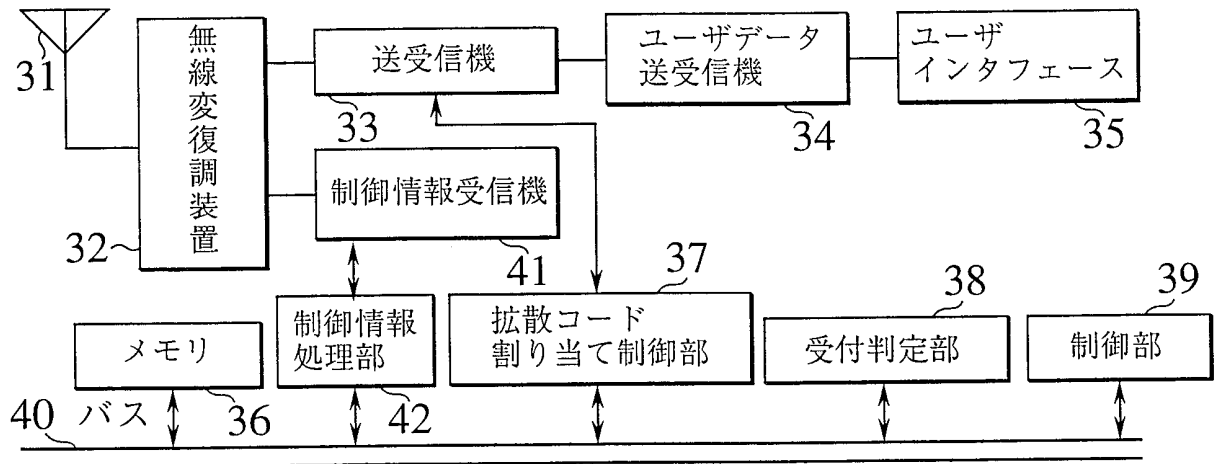 31
無線変復調装置
32
送受信機
33
ユーザデータ
送受信機
34
ユーザ
インタフェース
35
制御情報受信機
41
メモリ
36
制御情報
処理部
42
拡散コード
割り当て制御部
37
受付判定部
38
制御部
39
40
バス